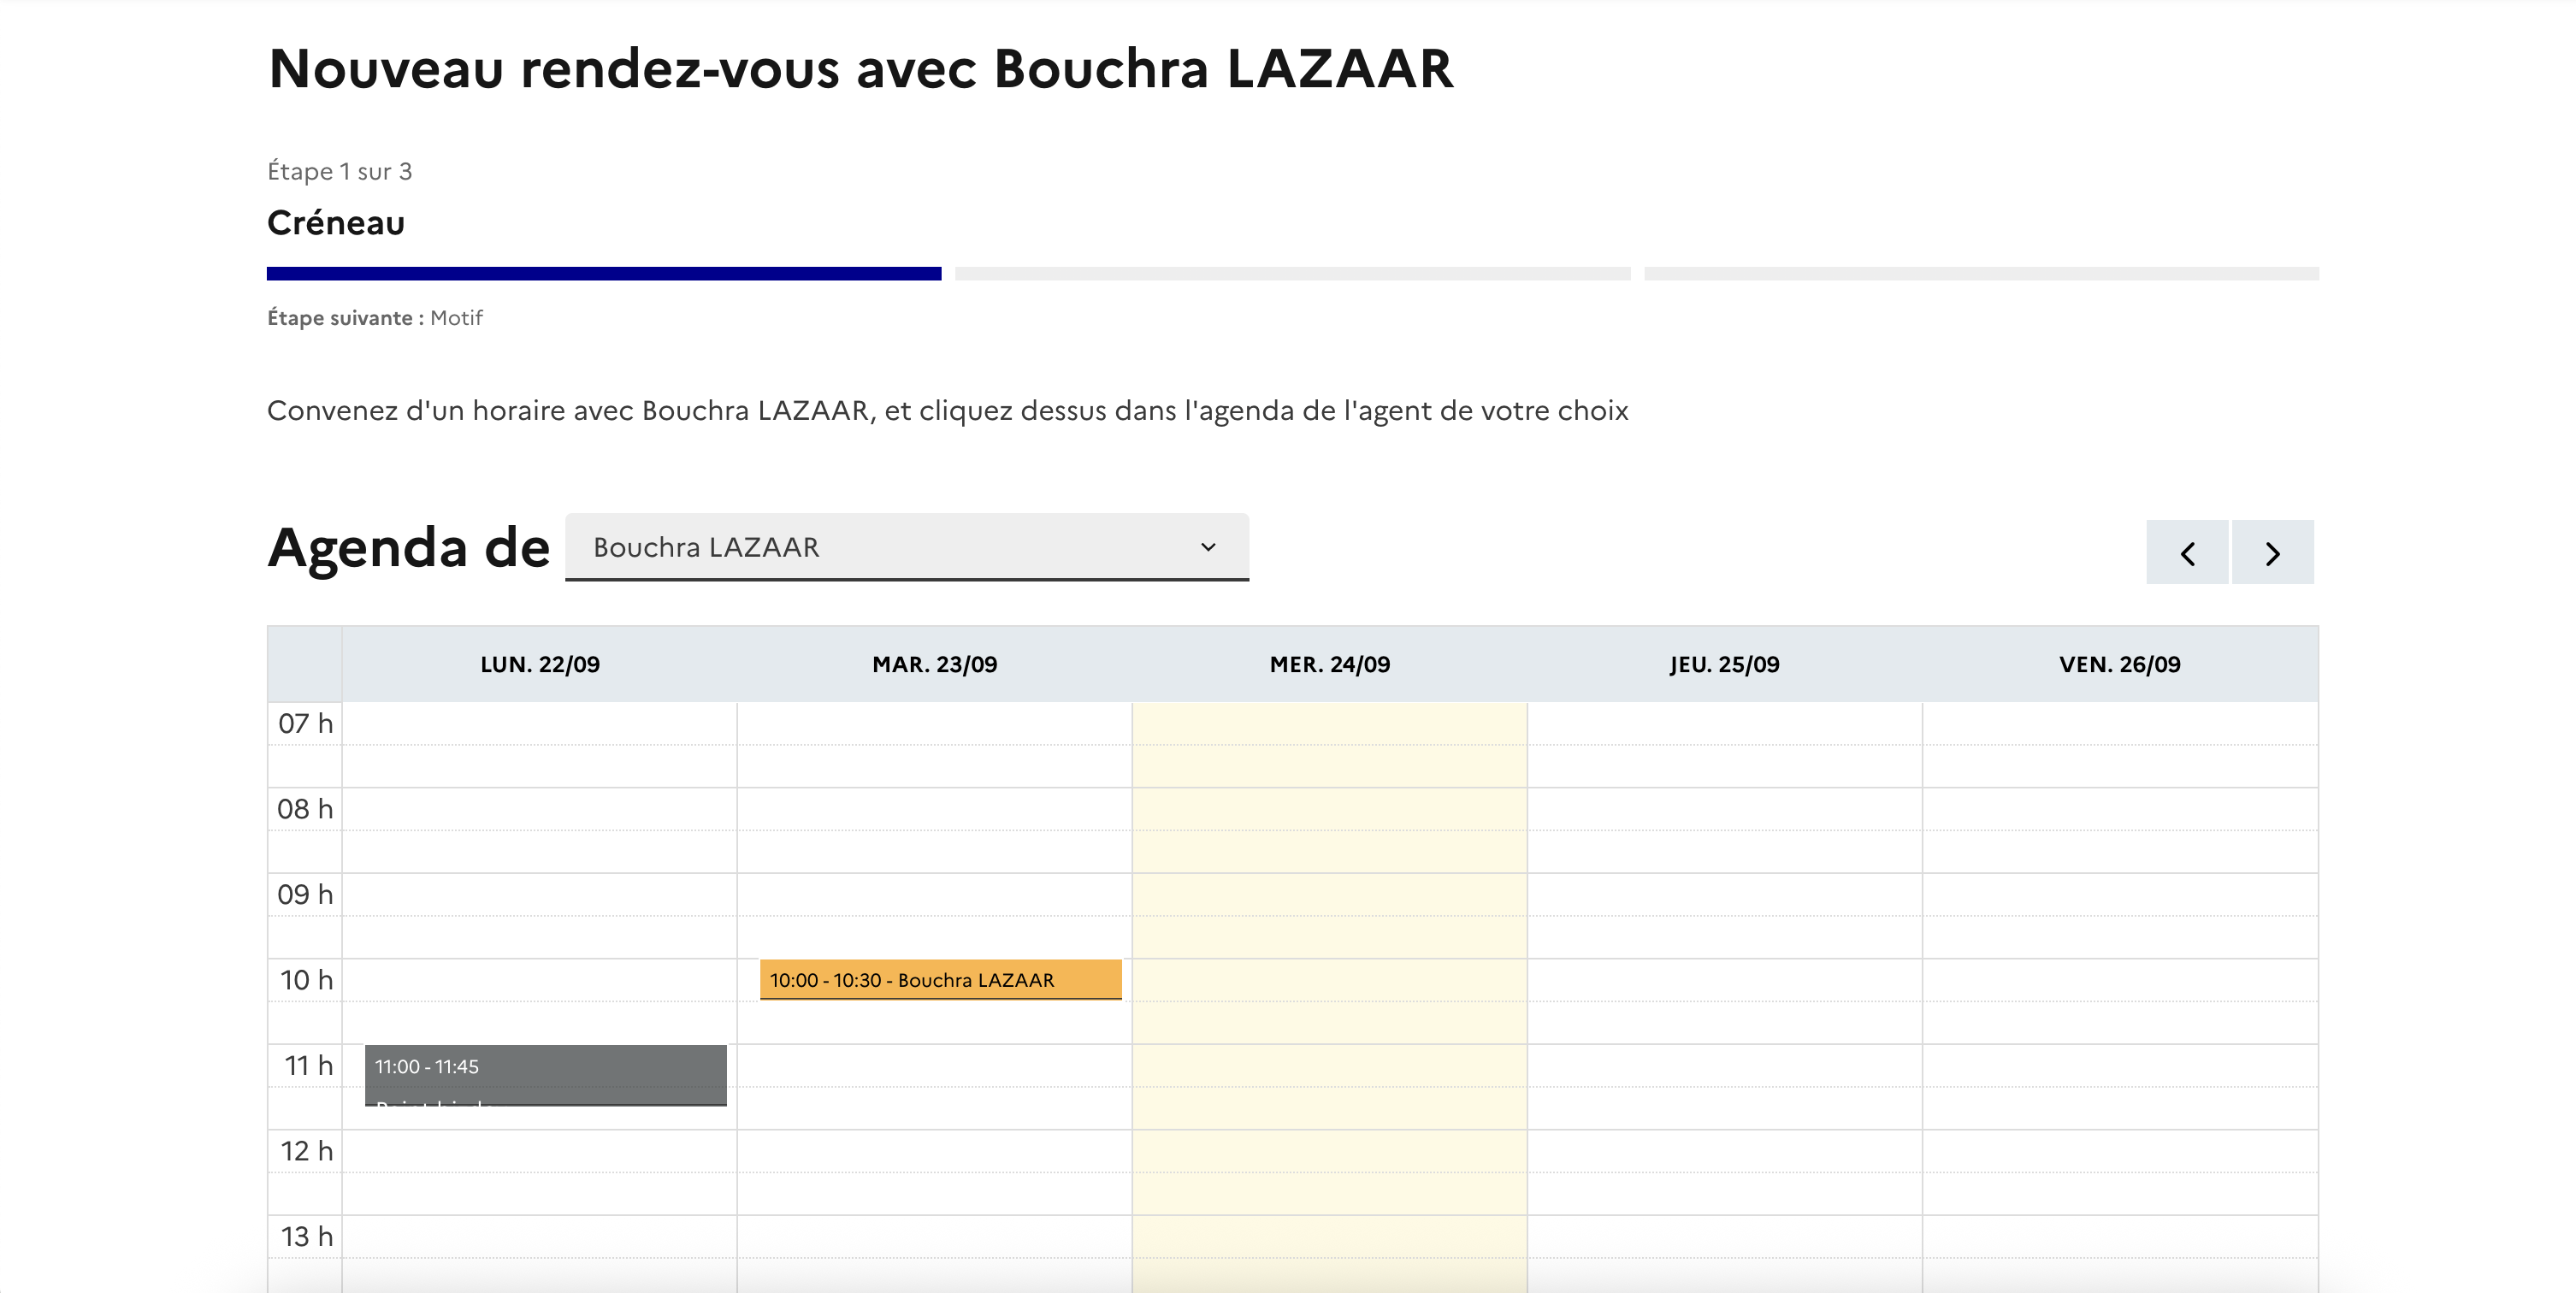 Nouveau rendez-vous avec Bouchra LAZAAR
Étape 1 sur 3
Créneau
Étape suivante : Motif
Convenez d'un horaire avec Bouchra LAZAAR, et cliquez dessus dans l'agenda de l'agent de votre choix
Agenda de
Bouchra LAZAAR
LUN. 22/09
MAR. 23/09
MER. 24/09
JEU. 25/09
VEN. 26/09
07 h
08 h
09 h
10 h
10:00 - 10:30 - Bouchra LAZAAR
11 h
11:00 - 11:45
12 h
13 h